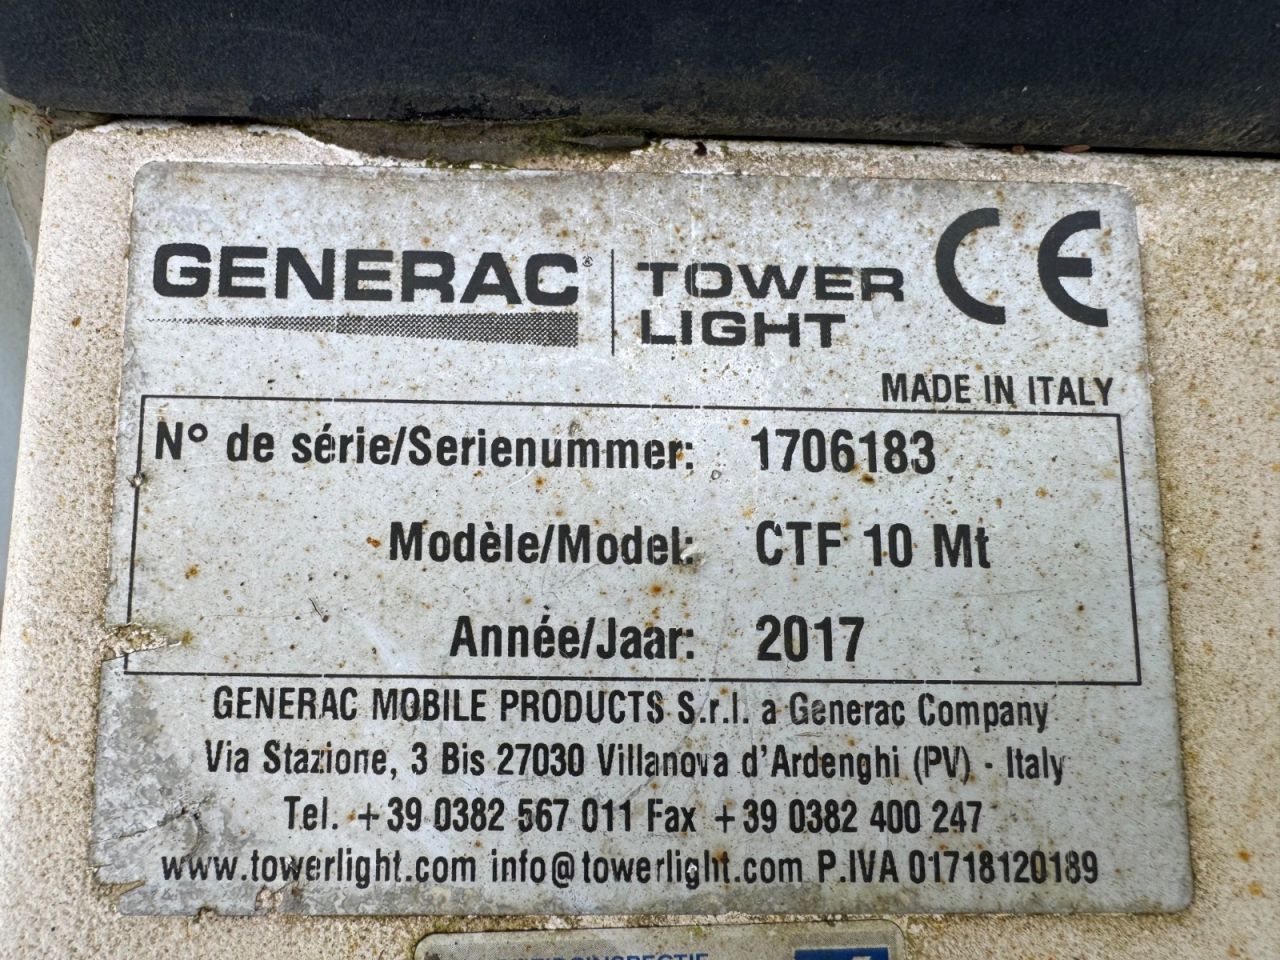 GENERAC® TOWER LIGHT CE
MADE IN ITALY
N° de série/Serienummer: 1706183
Modèle/Model: CTF 10 Mt
Année/Jaar: 2017
GENERAC MOBILE PRODUCTS S.r.l. a Generac Company
Via Stazione, 3 Bis 27030 Villanova d'Ardenghi (PV) - Italy
Tel. +39 0382 567 011 Fax +39 0382 400 247
www.towerlight.com info@towerlight.com P.IVA 01718120189